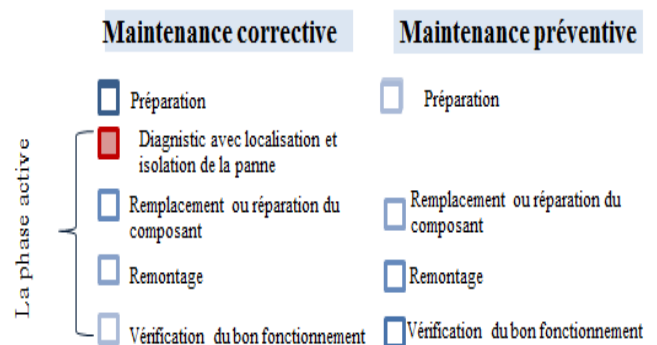 Maintenance corrective
Maintenance préventive
La phase active
Préparation
Diagnistic avec localisation et
isolation de la panne
Remplacement ou réparation du
composant
Remontage
Vérification du bon fonctionnement
Préparation
Remplacement ou réparation du
composant
Remontage
Vérification du bon fonctionnement